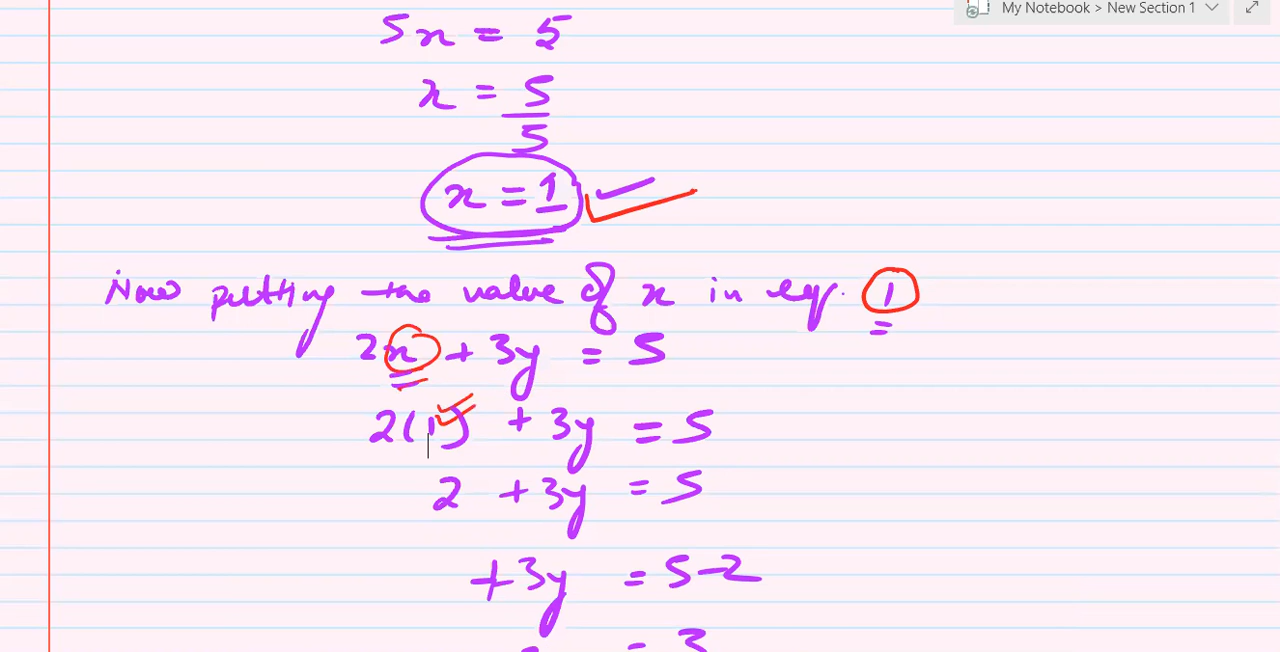 My Notebook > New Section 1
5x = 5
x = 5
5
x = 1
Now putting the value of x in eq. 1
2x + 3y = 5
2(1) + 3y = 5
2 + 3y = 5
+3y = 5-2
= 3